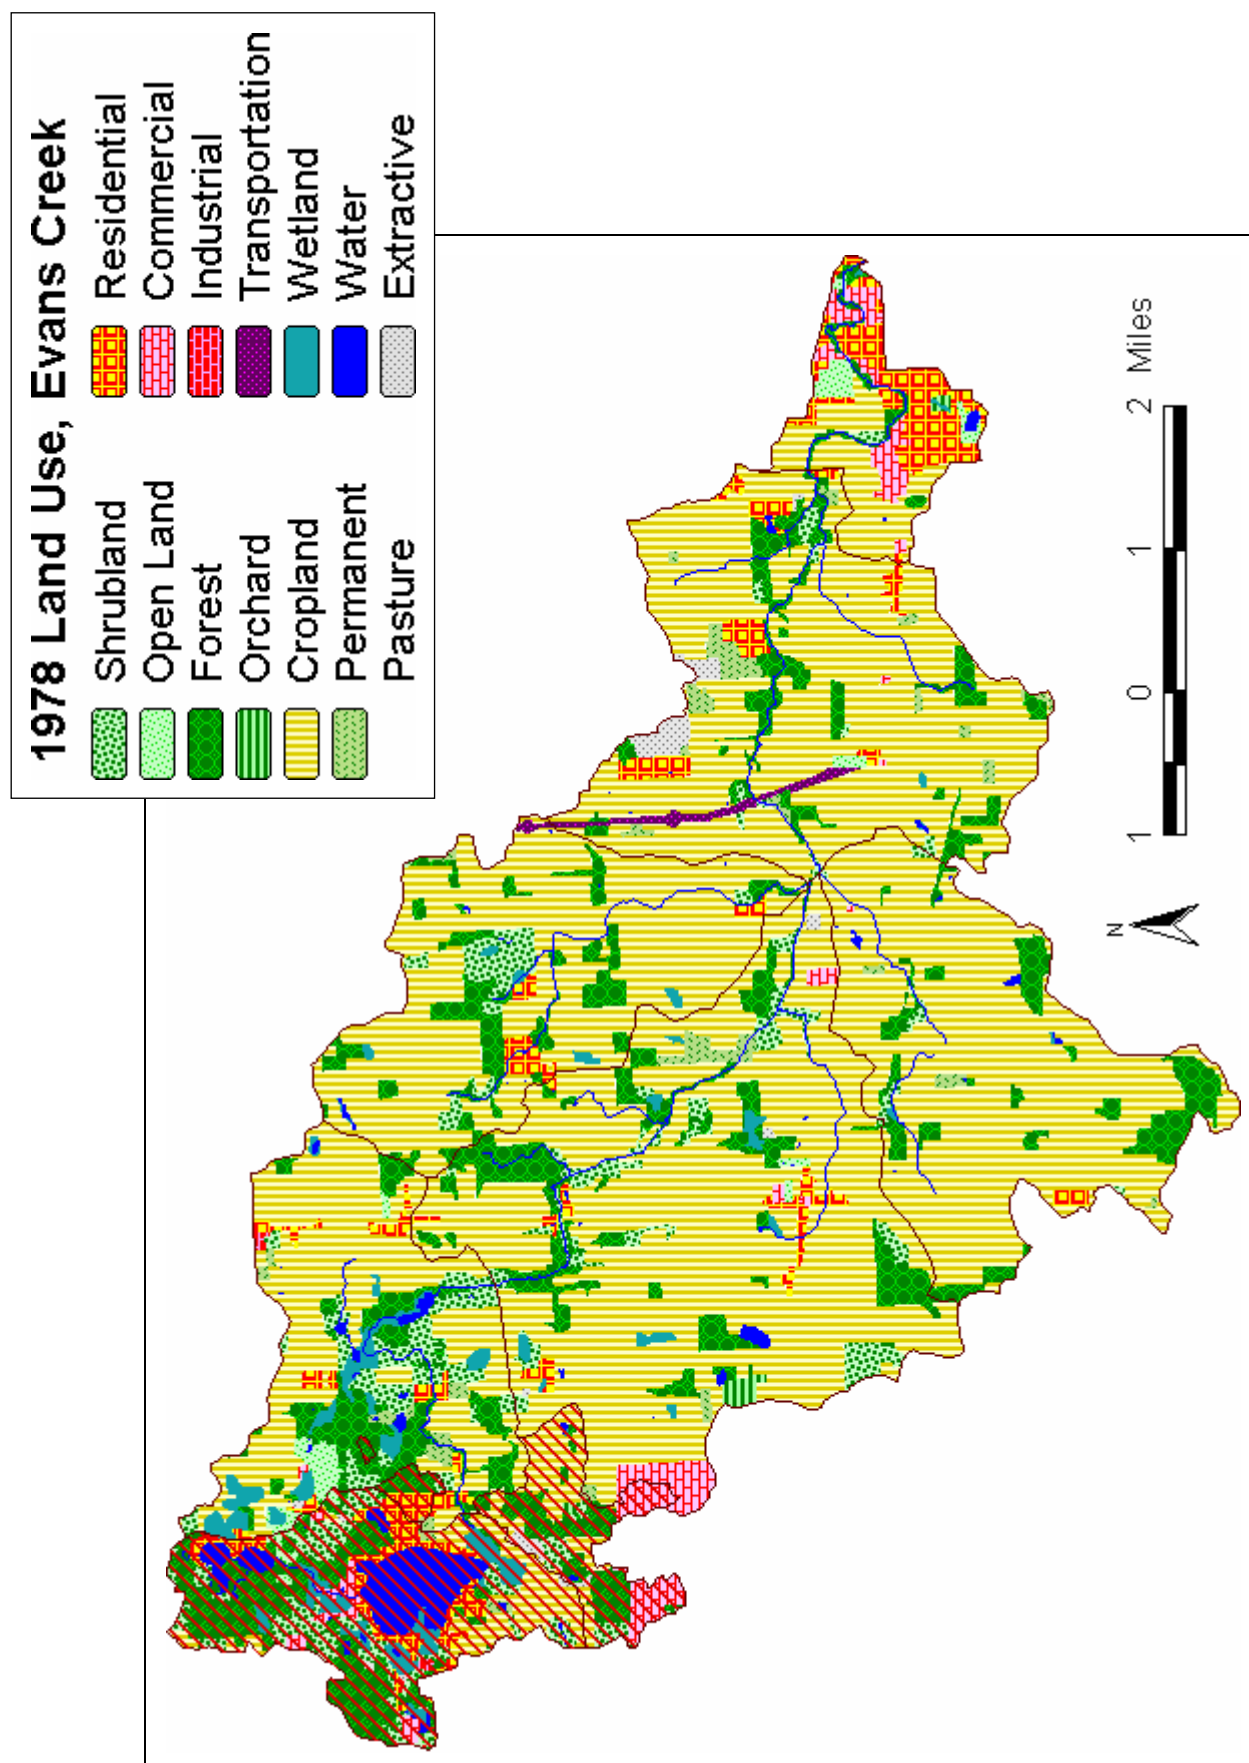 1978 Land Use, Evans Creek
Shrubland
Open Land
Forest
Orchard
Cropland
Permanent
Pasture
Residential
Commercial
Industrial
Transportation
Wetland
Water
Extractive
N
1 0 1 2 Miles